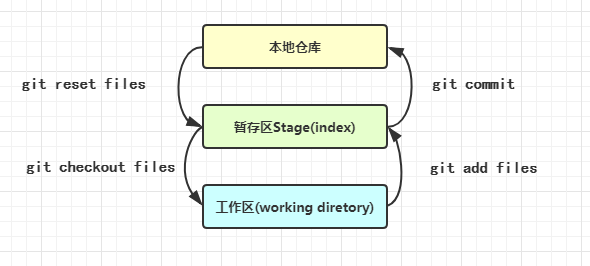 本地仓库
git reset files
git commit
暂存区Stage(index)
git checkout files
git add files
工作区(working diretory)